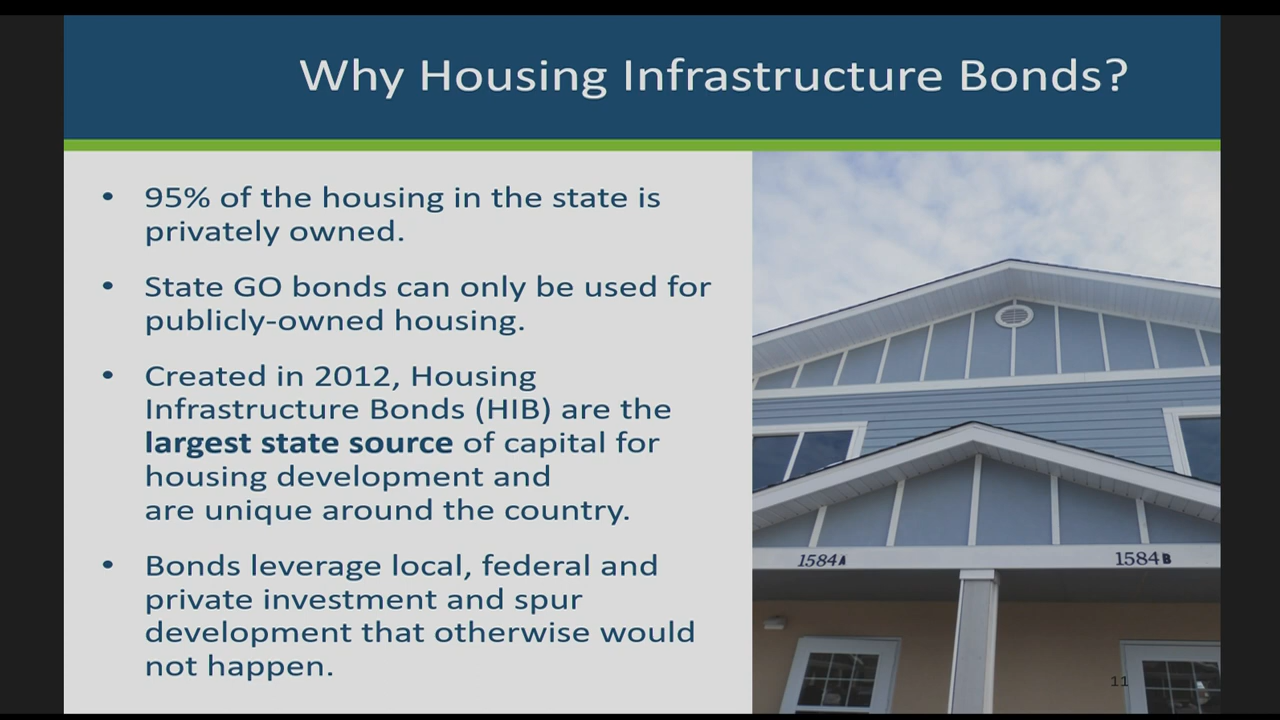 Why Housing Infrastructure Bonds?
• 95% of the housing in the state is
privately owned.
• State GO bonds can only be used for
publicly-owned housing.
• Created in 2012, Housing
Infrastructure Bonds (HIB) are the
largest state source of capital for
housing development and
are unique around the country.
• Bonds leverage local, federal and
private investment and spur
development that otherwise would
not happen.
1584A
1584B
11